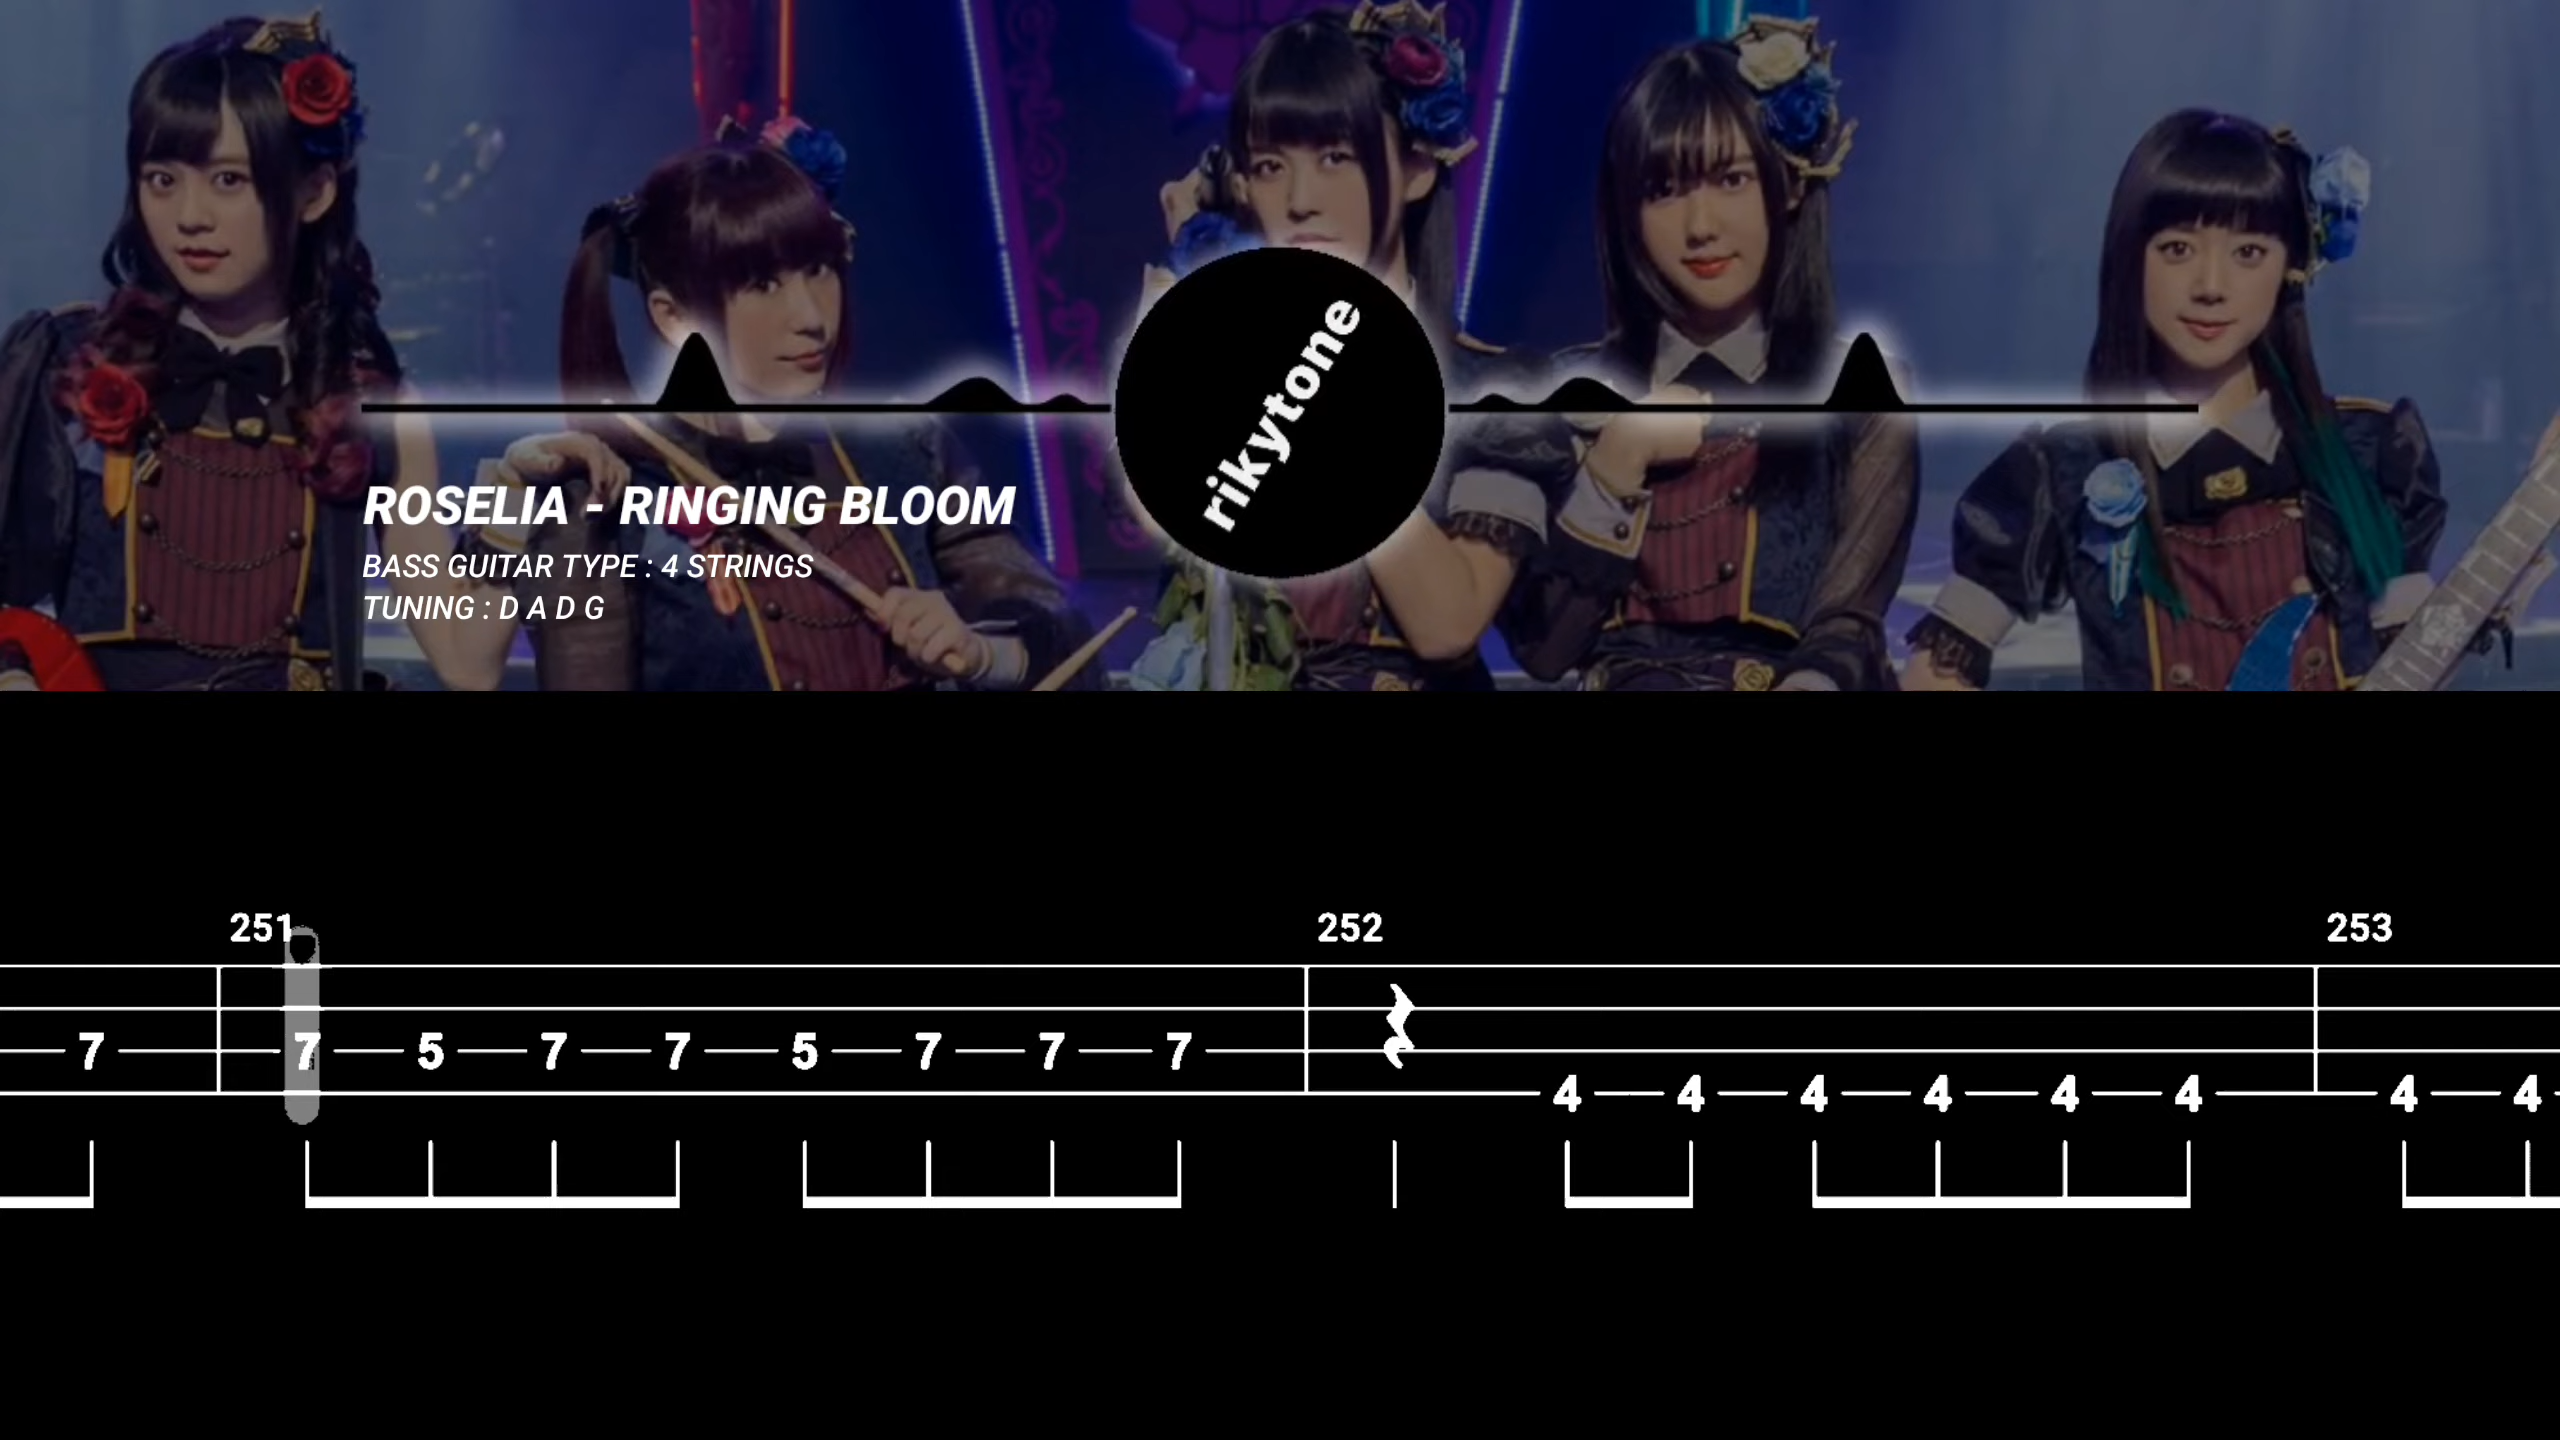 rikytone
ROSELIA - RINGING BLOOM
BASS GUITAR TYPE : 4 STRINGS
TUNING : D A D G
251 252 253
7 7 5 7 7 5 7 7 7
4 4 4 4 4 4 4 4